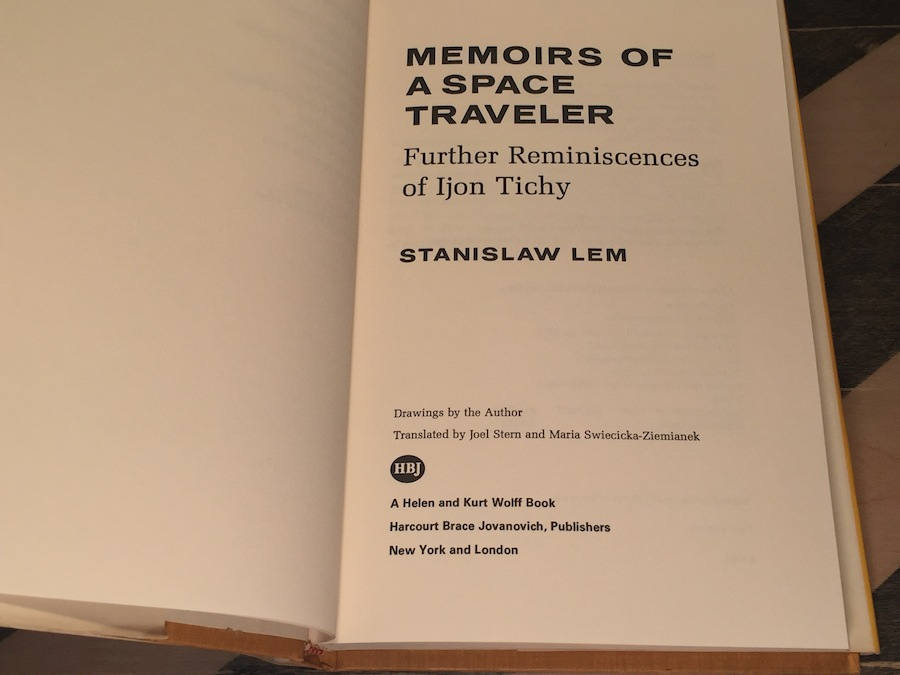 MEMOIRS OF
A SPACE
TRAVELER
Further Reminiscences
of Ijon Tichy
STANISLAW LEM
Drawings by the Author
Translated by Joel Stern and Maria Swiecicka-Ziemianek
HBJ
A Helen and Kurt Wolff Book
Harcourt Brace Jovanovich, Publishers
New York and London